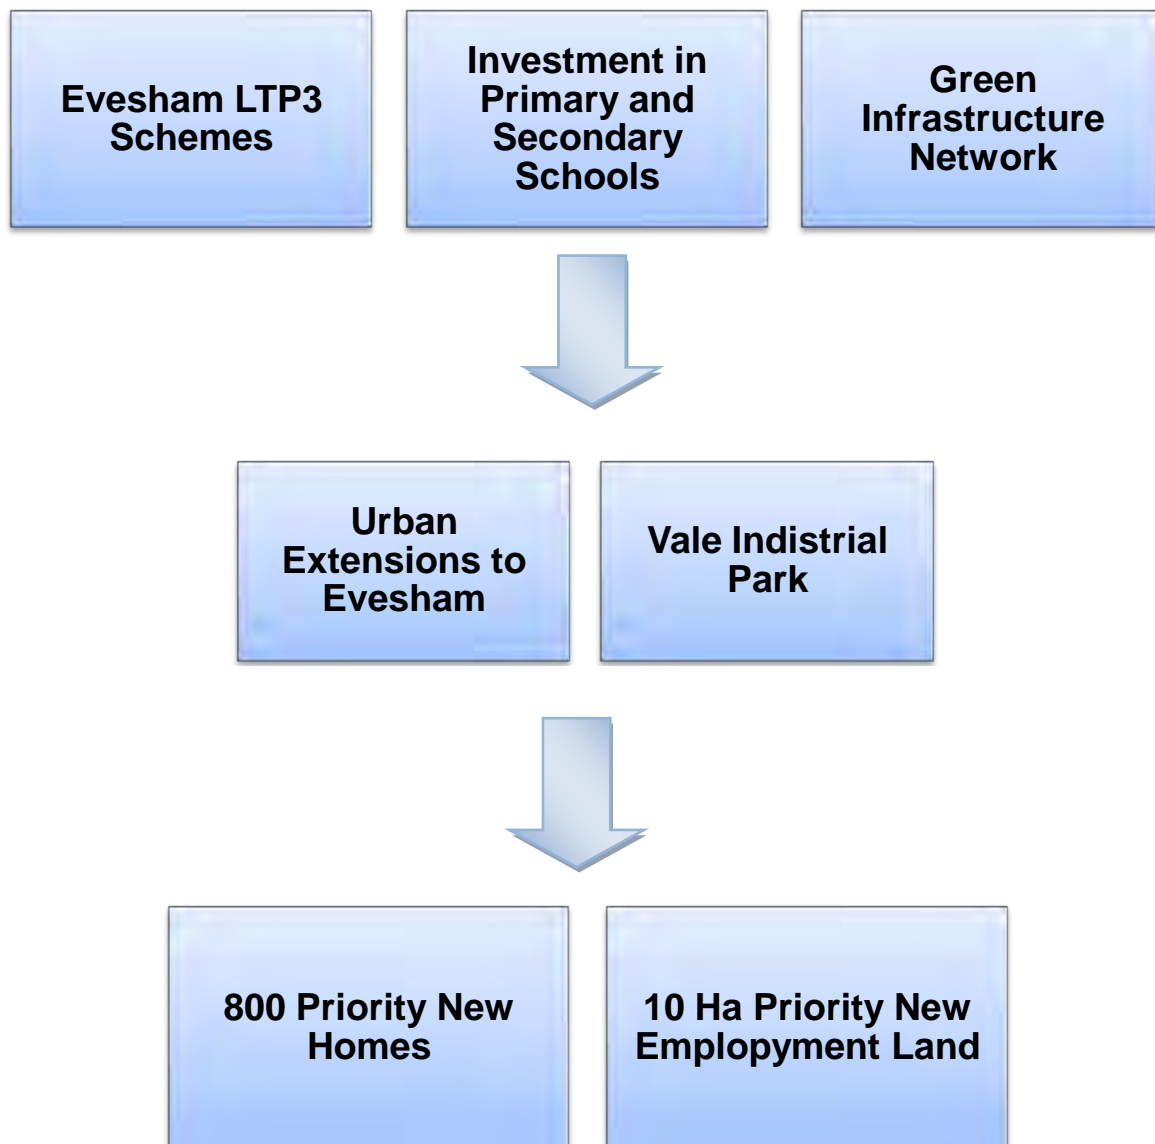 Evesham LTP3
Schemes
Investment in
Primary and
Secondary
Schools
Green
Infrastructure
Network
Urban
Extensions to
Evesham
Vale Indistrial
Park
800 Priority New
Homes
10 Ha Priority New
Emplopyment Land